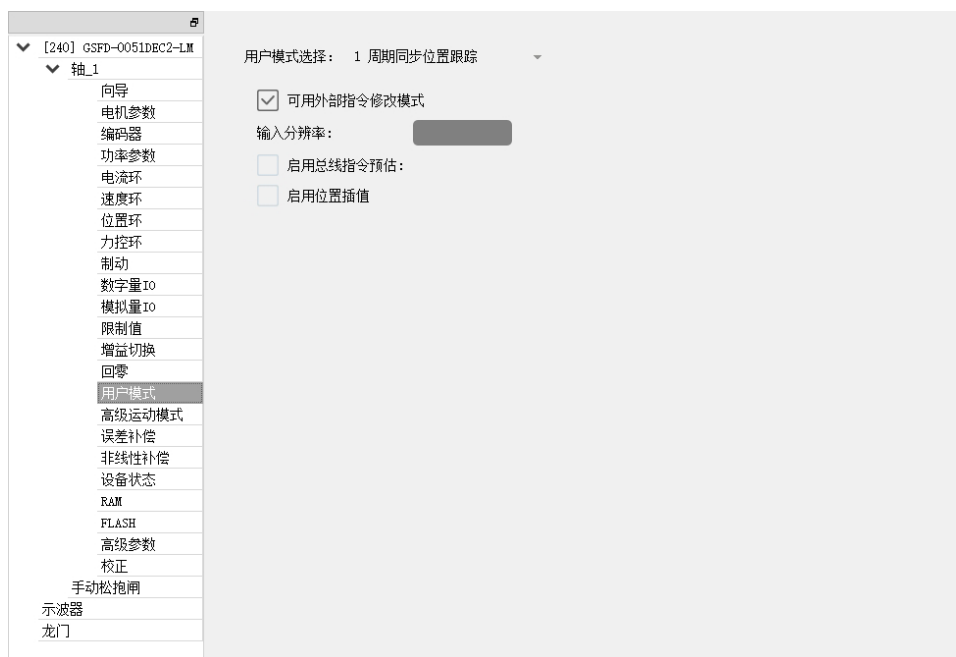 [240] GSFD-0051DEC2-LM
轴_1
向导
电机参数
编码器
功率参数
电流环
速度环
位置环
力控环
制动
数字量IO
模拟量IO
限制值
增益切换
回零
用户模式
高级运动模式
误差补偿
非线性补偿
设备状态
RAM
FLASH
高级参数
校正
手动松抱闸
示波器
龙门
用户模式选择: 1 周期同步位置跟踪
可用外部指令修改模式
输入分辨率:
启用总线指令预估:
启用位置插值